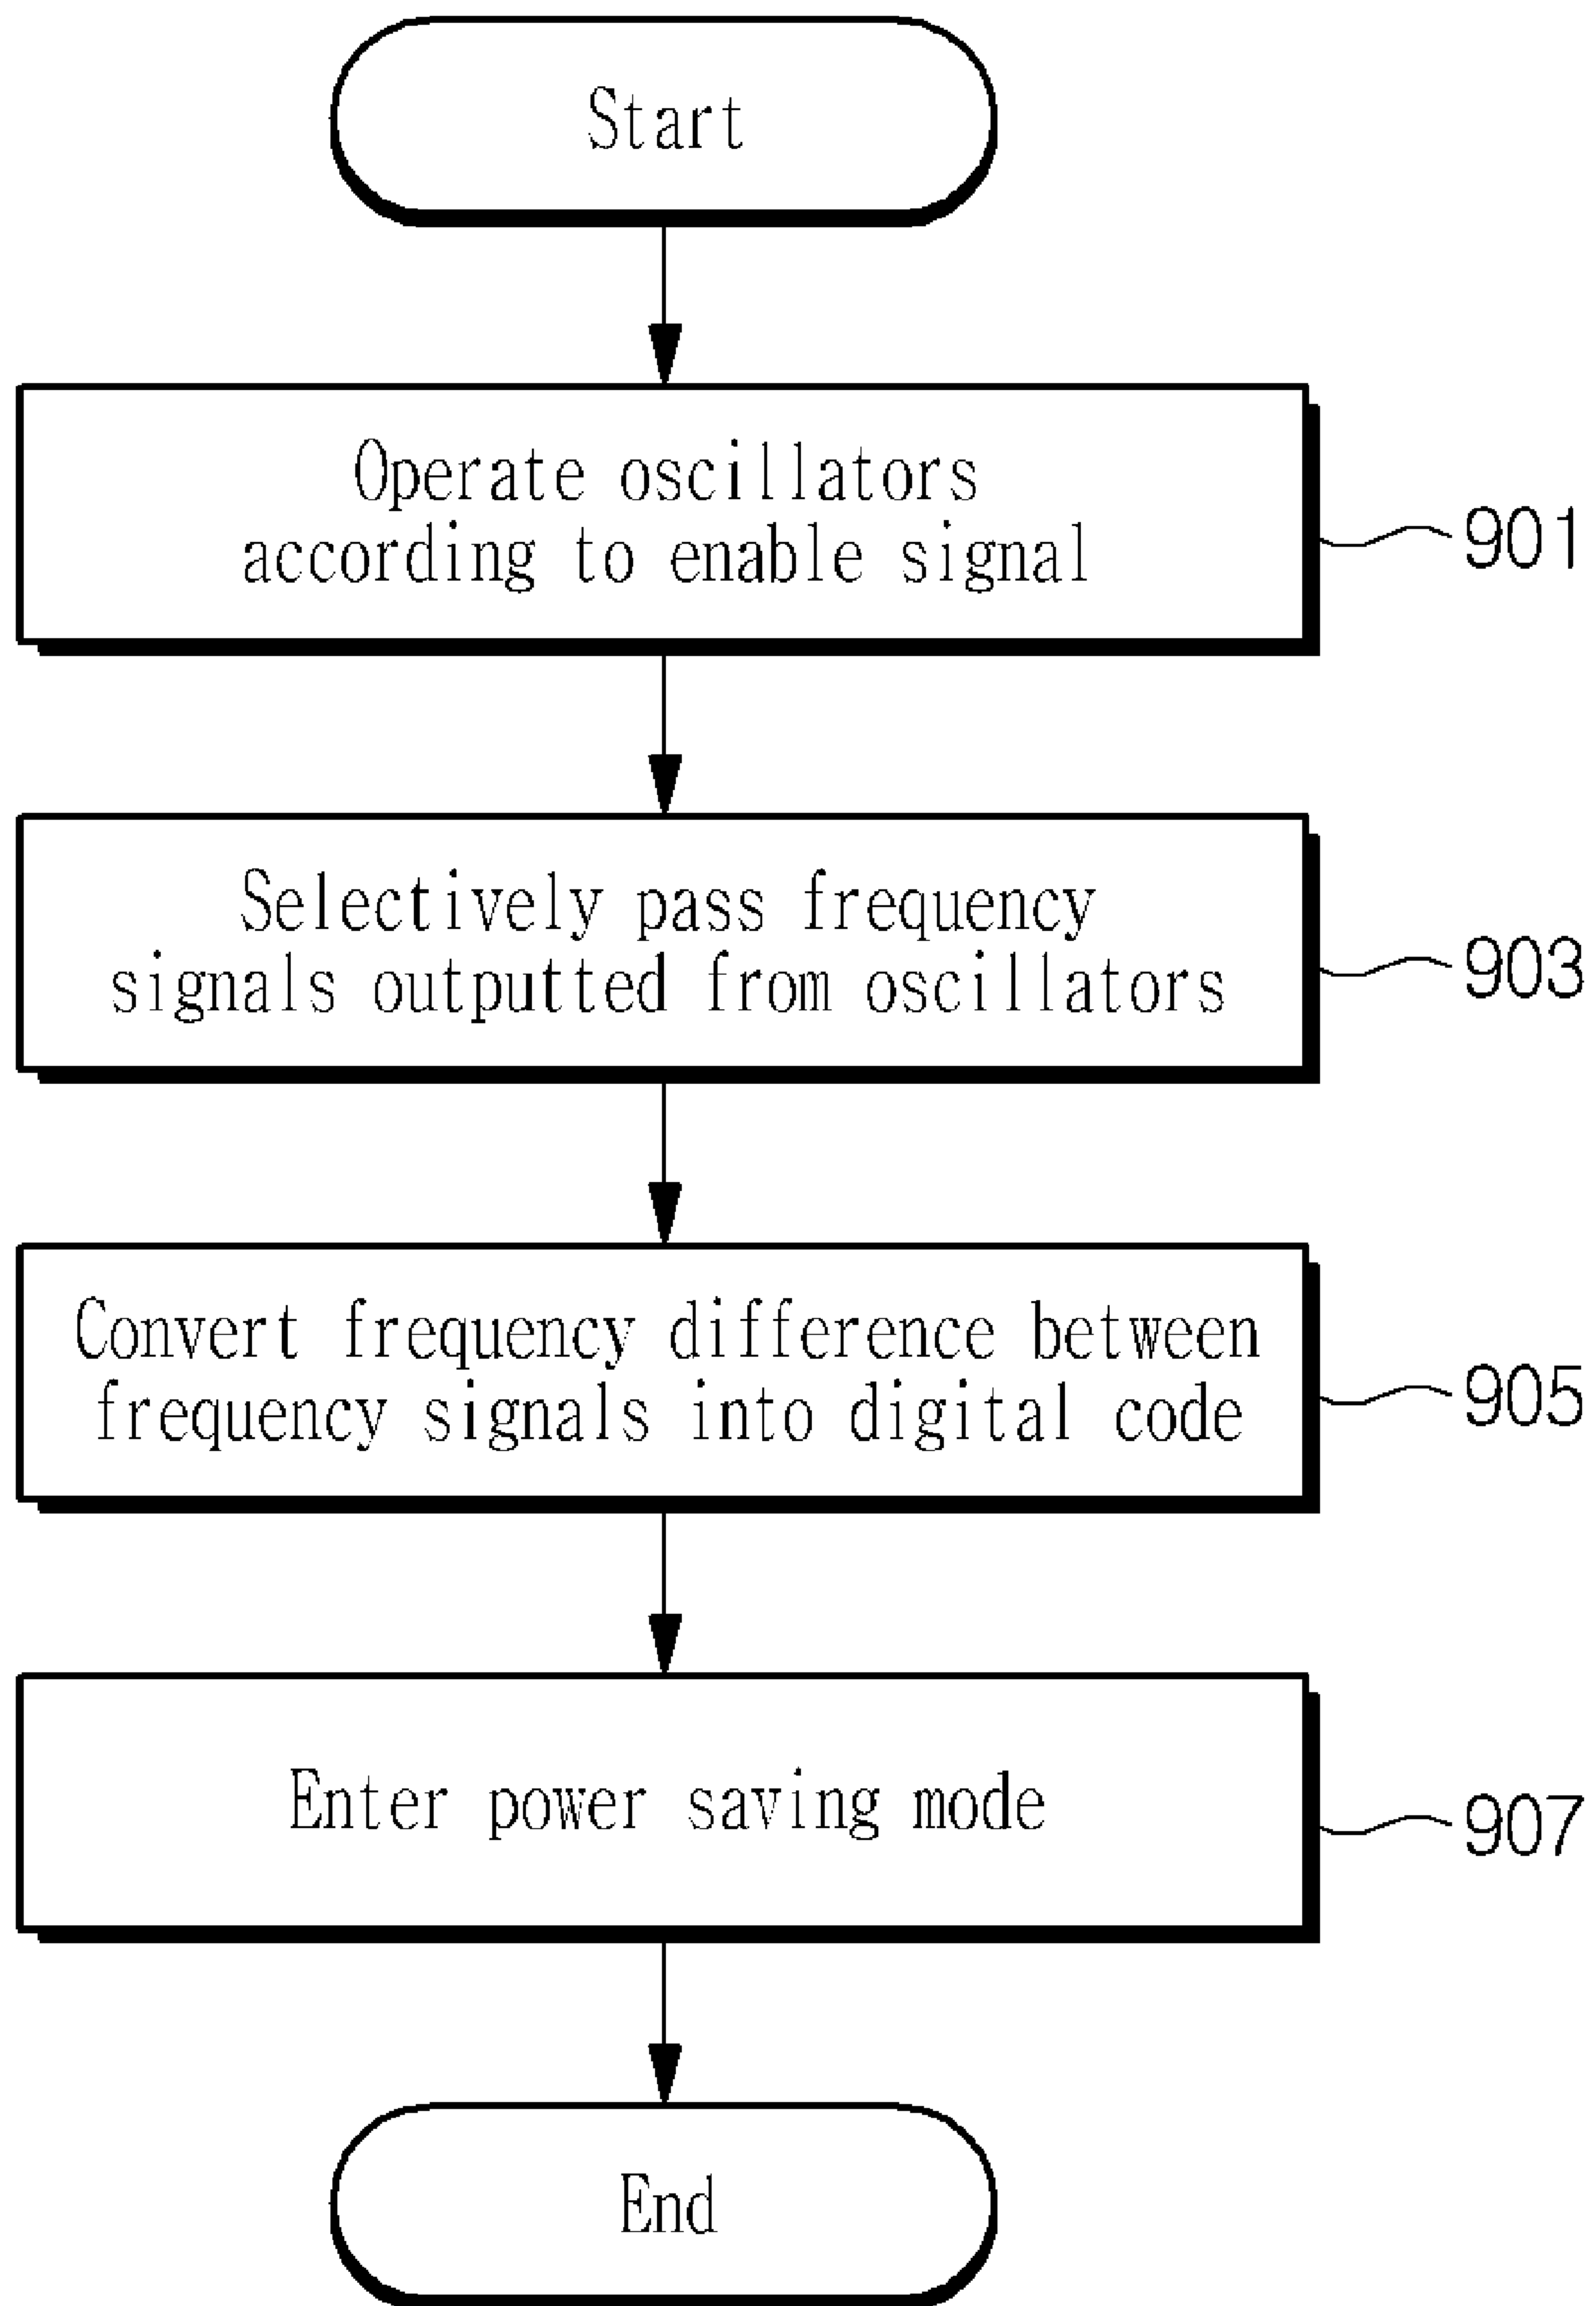 Start
Operate oscillators
according to enable signal
901
Selectively pass frequency
signals outputted from oscillators
903
Convert frequency difference between
frequency signals into digital code
905
Enter power saving mode
907
End